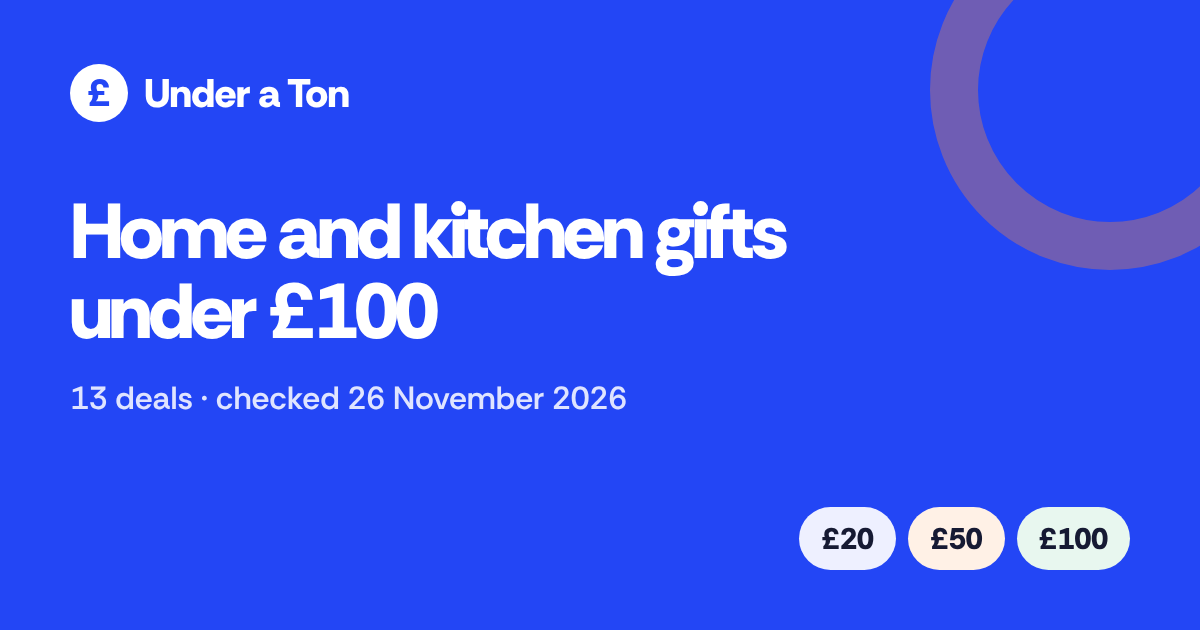 £ Under a Ton
Home and kitchen gifts
under £100
13 deals · checked 26 November 2026
£20 £50 £100